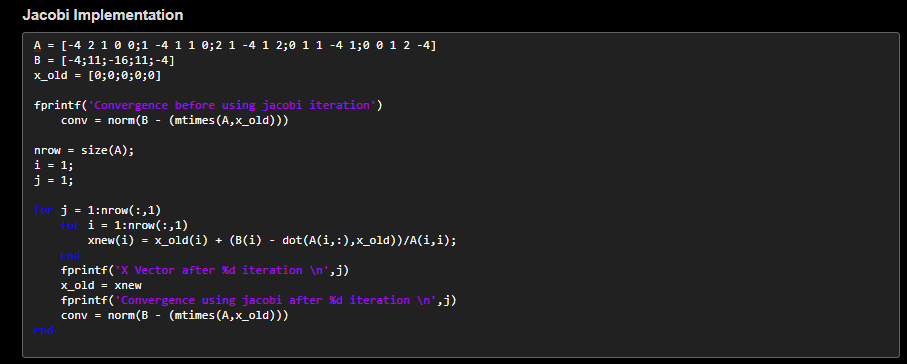 Jacobi Implementation
A = [-4 2 1 0 0;1 -4 1 1 0;2 1 -4 1 2;0 1 1 -4 1;0 0 1 2 -4]
B = [-4;11;-16;11;-4]
x_old = [0;0;0;0;0]
fprintf('Convergence before using jacobi iteration')
conv = norm(B - (mtimes(A,x_old)))
nrow = size(A);
i = 1;
j = 1;
for j = 1:nrow(:,1)
for i = 1:nrow(:,1)
xnew(i) = x_old(i) + (B(i) - dot(A(i,:),x_old))/A(i,i);
end
fprintf('X Vector after %d iteration \n',j)
x_old = xnew
fprintf('Convergence using jacobi after %d iteration \n',j)
conv = norm(B - (mtimes(A,x_old)))
end